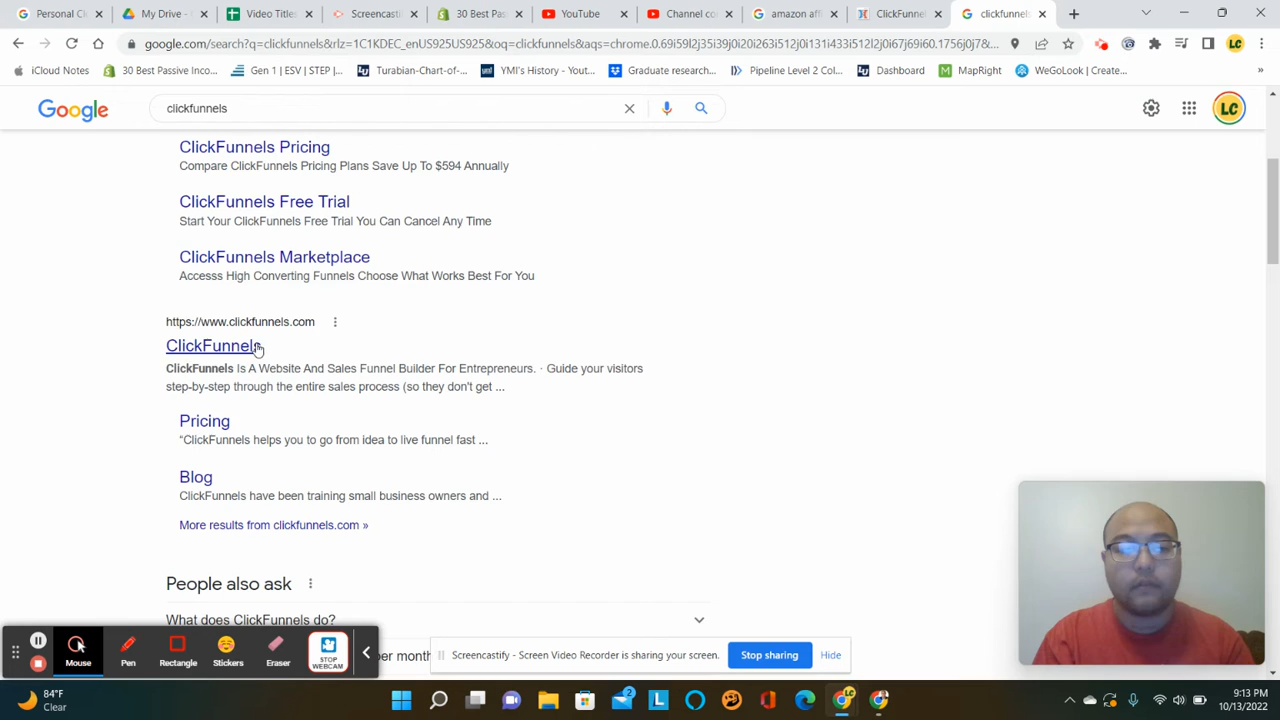 Personal Cl
My Drive - 
Video Titles
Screencasti
30 Best Pas
YouTube
Channel co
amazon aff
ClickFunnel
clickfunnels
google.com/search?q=clickfunnels&rlz=1C1KDEC_enUS925US925&oq=clickfunnels&aqs=chrome.0.69i59l2j35i39j0i20i263i512j0i131i433i512l2j0i67j69i60.1756j0j7&...
iCloud Notes
30 Best Passive Inco...
Gen 1 | ESV | STEP |...
Turabian-Chart-of-...
YMI's History - Yout...
Graduate research...
Pipeline Level 2 Col...
Dashboard
MapRight
WeGoLook | Create...
»
Google
clickfunnels
LC
ClickFunnels Pricing
Compare ClickFunnels Pricing Plans Save Up To $594 Annually
ClickFunnels Free Trial
Start Your ClickFunnels Free Trial You Can Cancel Any Time
ClickFunnels Marketplace
Accesss High Converting Funnels Choose What Works Best For You
https://www.clickfunnels.com
ClickFunnels
ClickFunnels Is A Website And Sales Funnel Builder For Entrepreneurs. · Guide your visitors
step-by-step through the entire sales process (so they don't get ...
Pricing
“ClickFunnels helps you to go from idea to live funnel fast ...
Blog
ClickFunnels have been training small business owners and ...
More results from clickfunnels.com »
People also ask
What does ClickFunnels do?
per month
Mouse
Pen
Rectangle
Stickers
Eraser
STOP
WEBCAM
Screencastify - Screen Video Recorder is sharing your screen.
Stop sharing
Hide
84°F
Clear
2
9:13 PM
10/13/2022